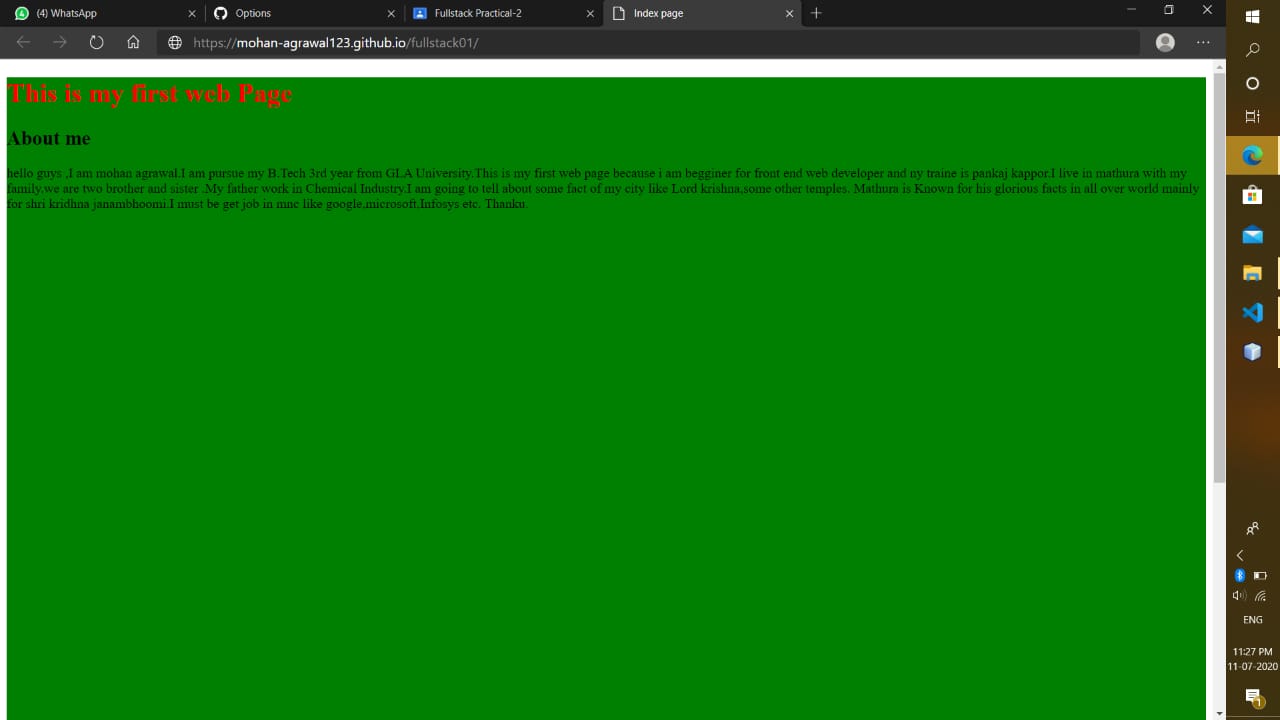 (4) WhatsApp
Options
Fullstack Practical-2
Index page
https://mohan-agrawal123.github.io/fullstack01/
This is my first web Page
About me
hello guys ,I am mohan agrawal.I am pursue my B.Tech 3rd year from GLA University.This is my first web page because i am begginer for front end web developer and ny traine is pankaj kappor.I live in mathura with my
family.we are two brother and sister .My father work in Chemical Industry.I am going to tell about some fact of my city like Lord krishna,some other temples. Mathura is Known for his glorious facts in all over world mainly
for shri kridhna janambhoomi.I must be get job in mnc like google,microsoft,Infosys etc. Thanku.
ENG
11:27 PM
11-07-2020
1